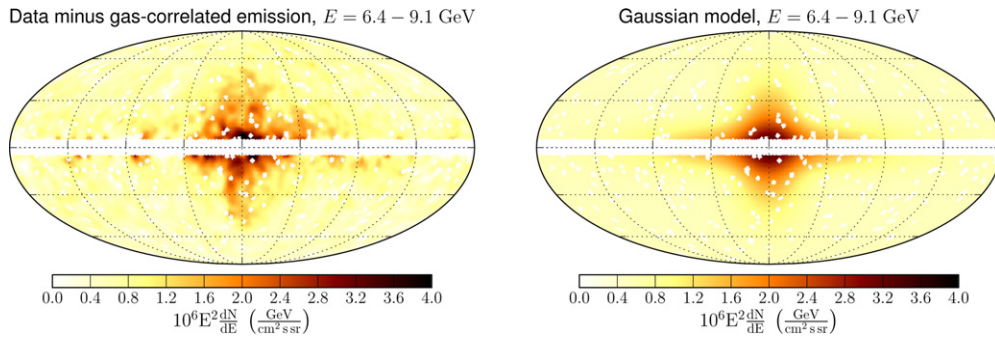 Data minus gas-correlated emission, E = 6.4 − 9.1 GeV
0.0 0.4 0.8 1.2 1.6 2.0 2.4 2.8 3.2 3.6 4.0
10⁶E² dN/dE (GeV/cm² s sr)
Gaussian model, E = 6.4 − 9.1 GeV
0.0 0.4 0.8 1.2 1.6 2.0 2.4 2.8 3.2 3.6 4.0
10⁶E² dN/dE (GeV/cm² s sr)